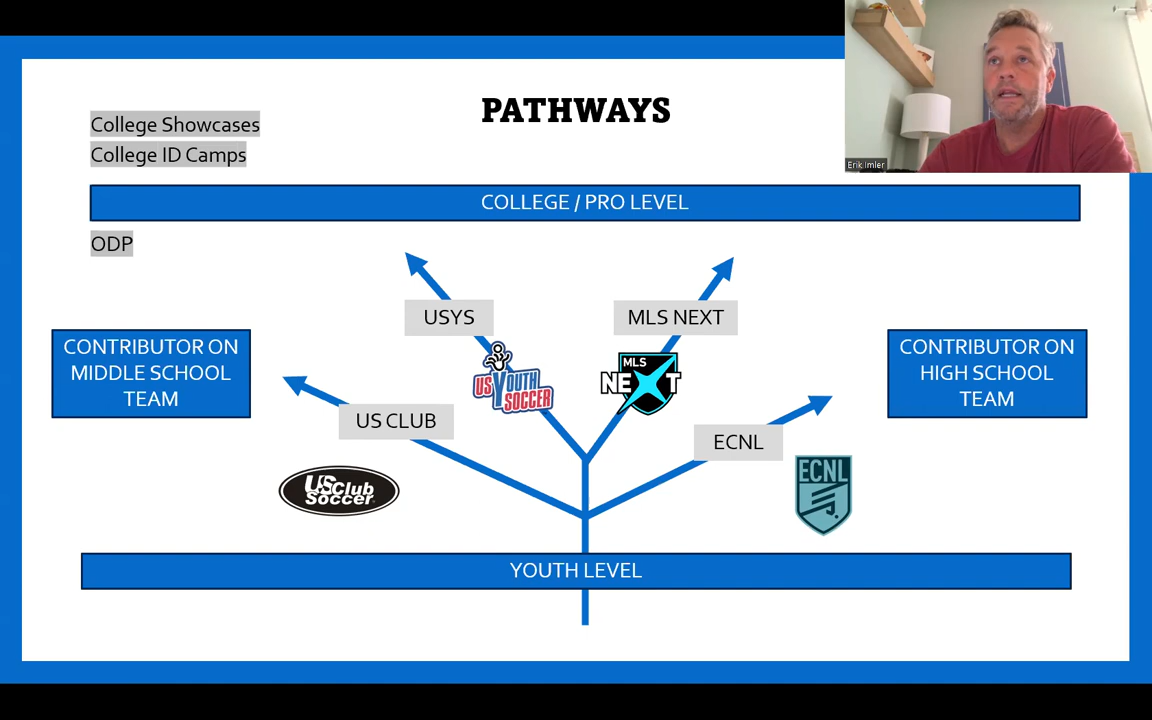 PATHWAYS
College Showcases
College ID Camps
Erik Imler
COLLEGE / PRO LEVEL
ODP
USYS
MLS NEXT
CONTRIBUTOR ON
MIDDLE SCHOOL
TEAM
CONTRIBUTOR ON
HIGH SCHOOL
TEAM
US YOUTH
SOCCER
MLS
NEXT
US CLUB
ECNL
US Club
Soccer
ECNL
YOUTH LEVEL